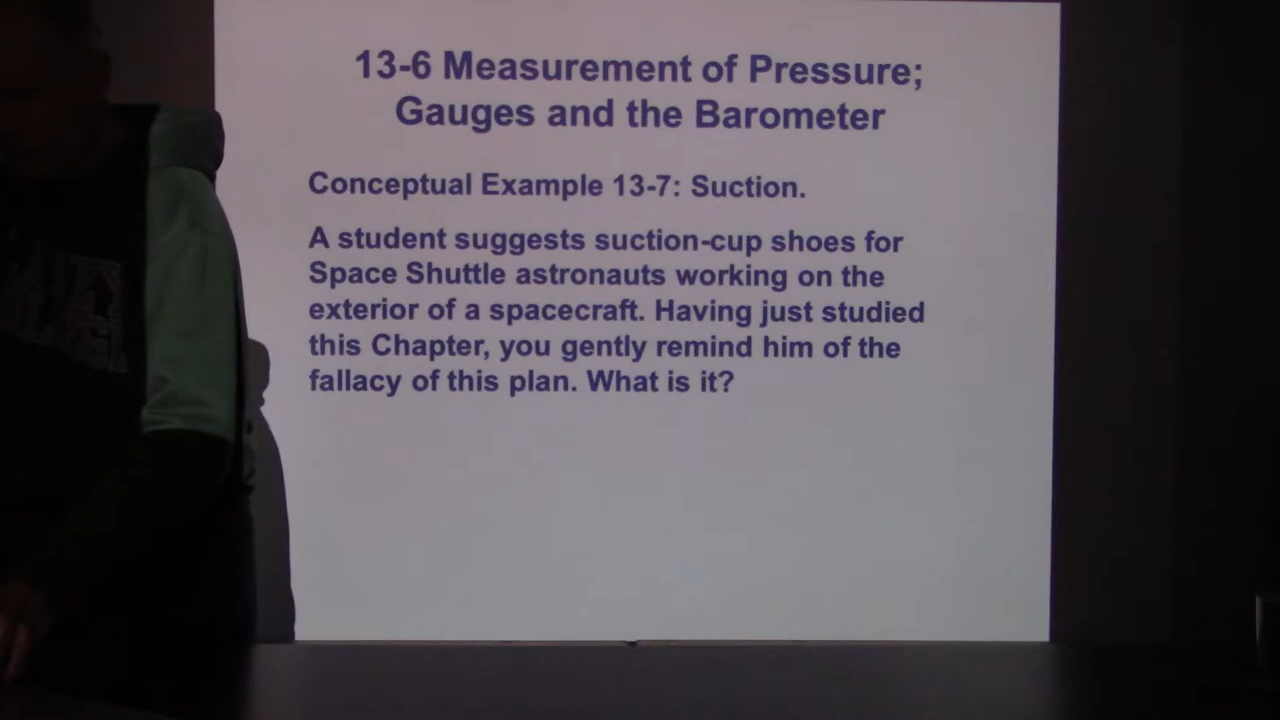 13-6 Measurement of Pressure;
Gauges and the Barometer
Conceptual Example 13-7: Suction.
A student suggests suction-cup shoes for
Space Shuttle astronauts working on the
exterior of a spacecraft. Having just studied
this Chapter, you gently remind him of the
fallacy of this plan. What is it?